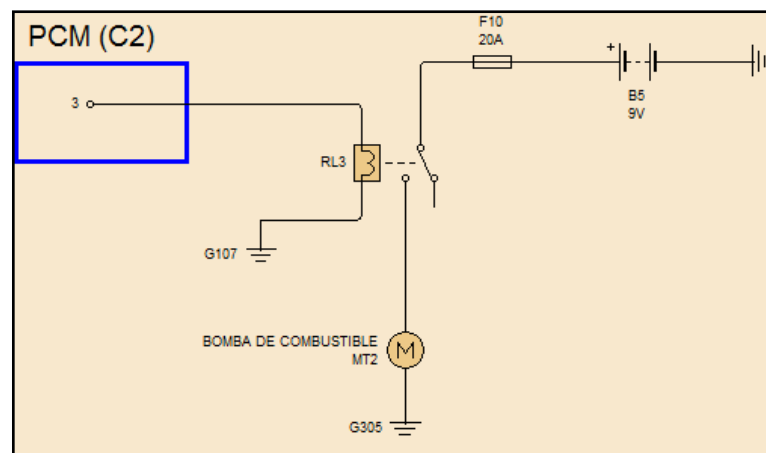 PCM (C2)
F10
20A
3
+
B5
9V
RL3
G107
BOMBA DE COMBUSTIBLE
MT2
M
G305